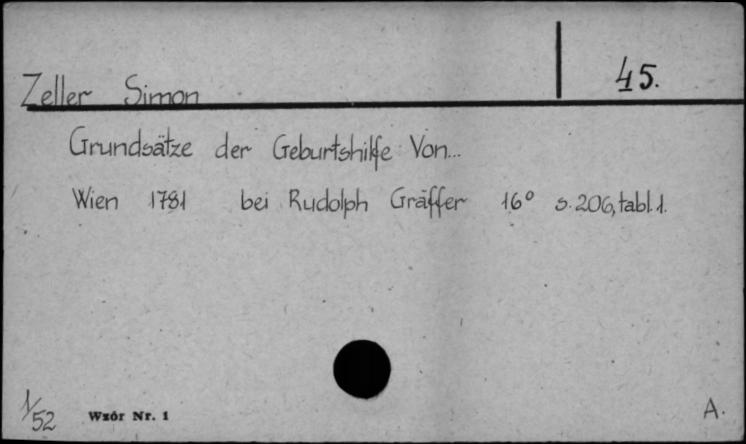 Zeller Simon 45.
Grundsätze der Geburtshilfe Von...
Wien 1781 bei Rudolph Gräffer 16° s. 206, tabl. 1.
1/52 Wzór Nr. 1 A.